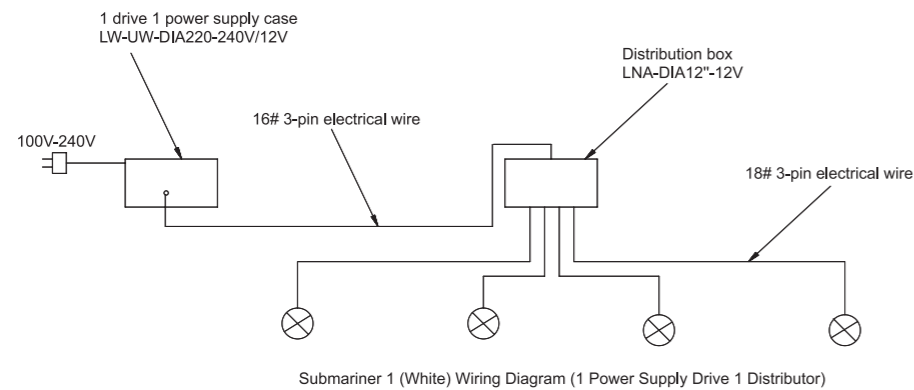 1 drive 1 power supply case
LW-UW-DIA220-240V/12V
Distribution box
LNA-DIA12"-12V
16# 3-pin electrical wire
100V-240V
18# 3-pin electrical wire
Submariner 1 (White) Wiring Diagram (1 Power Supply Drive 1 Distributor)